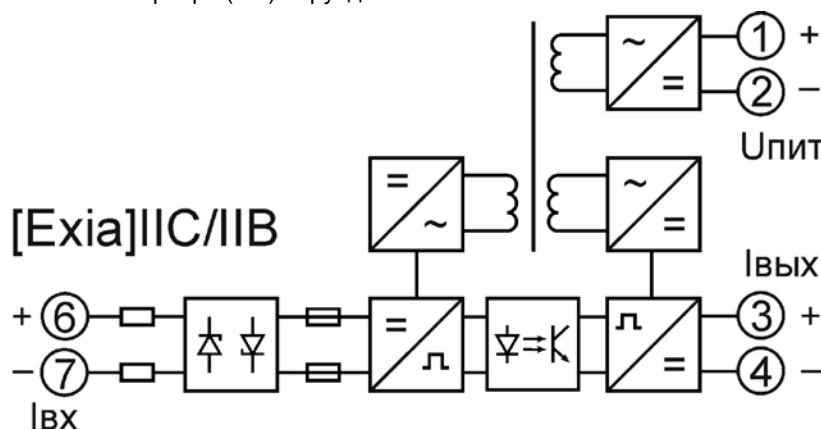 1 +
2 –
Uпит
[Exia]IIC/IIB
Iвых
+ 6
3 +
– 7
4 –
Iвх